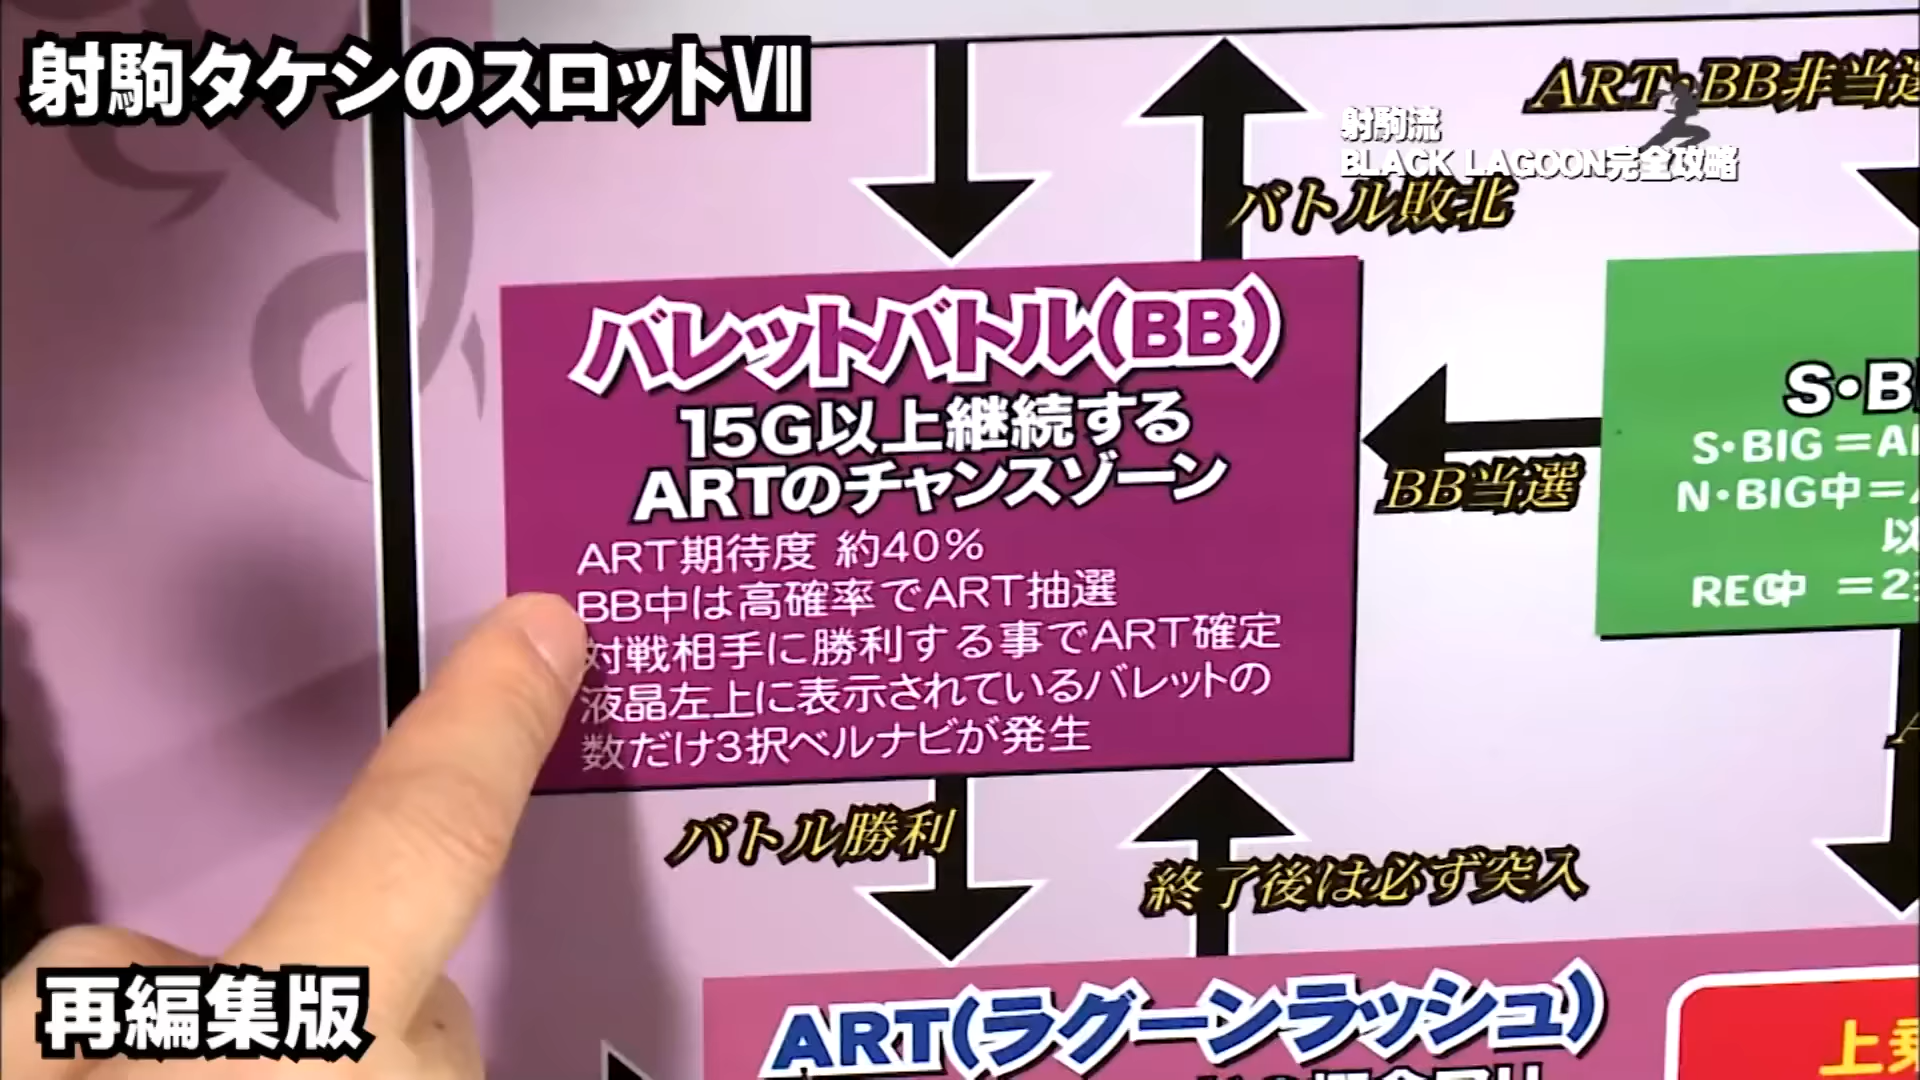 射駒タケシのスロットⅦ
ART・BB非当選
射駒流
BLACK LAGOON完全攻略
バトル敗北
バレットバトル(BB)
15G以上継続する
ARTのチャンスゾーン
ART期待度 約40%
BB中は高確率でART抽選
対戦相手に勝利する事でART確定
液晶左上に表示されているバレットの
数だけ3択ベルナビが発生
BB当選
S・B
S・BIG=A
N・BIG中=
以
REG中 =2
バトル勝利
終了後は必ず突入
ART(ラグーンラッシュ)
上乗
再編集版